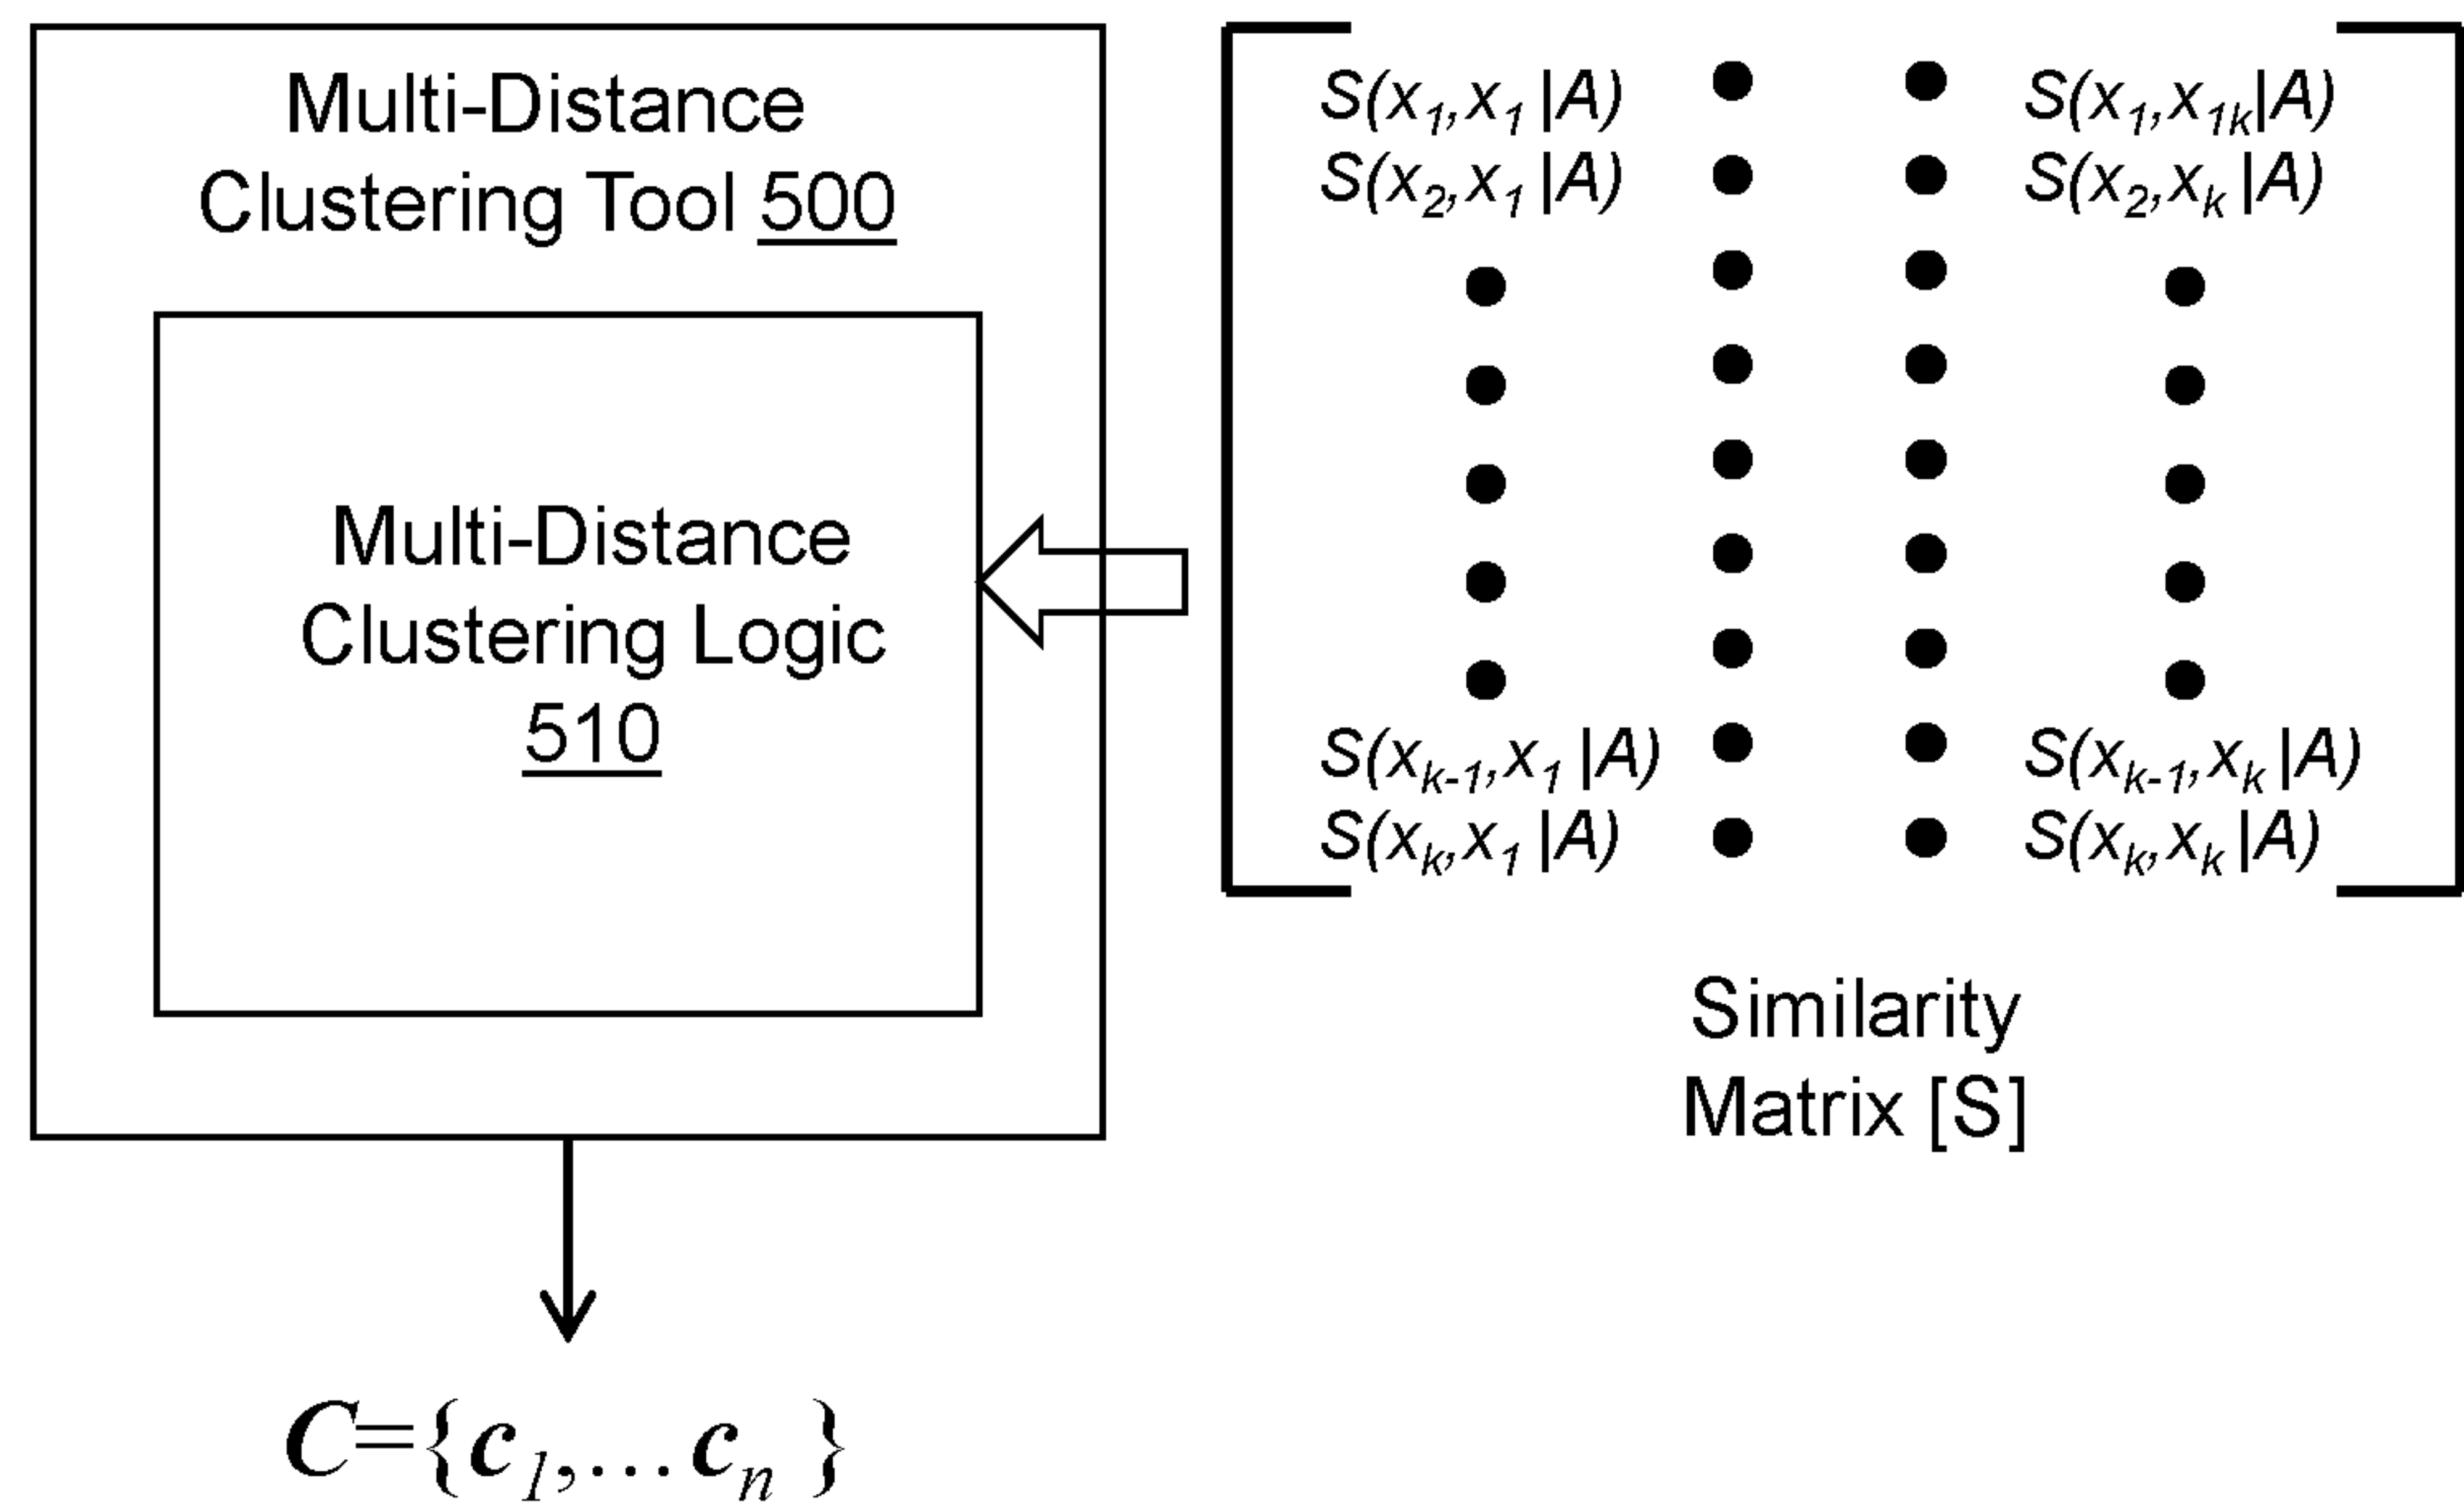 Multi-Distance
Clustering Tool 500
Multi-Distance
Clustering Logic
510
S(x₁,x₁|A) ● ● S(x₁,x₁ₖ|A)
S(x₂,x₁|A) ● ● S(x₂,xₖ|A)
S(xₖ₋₁,x₁|A) ● ● S(xₖ₋₁,xₖ|A)
S(xₖ,x₁|A) ● ● S(xₖ,xₖ|A)
Similarity
Matrix [S]
C={c₁,...cₙ}